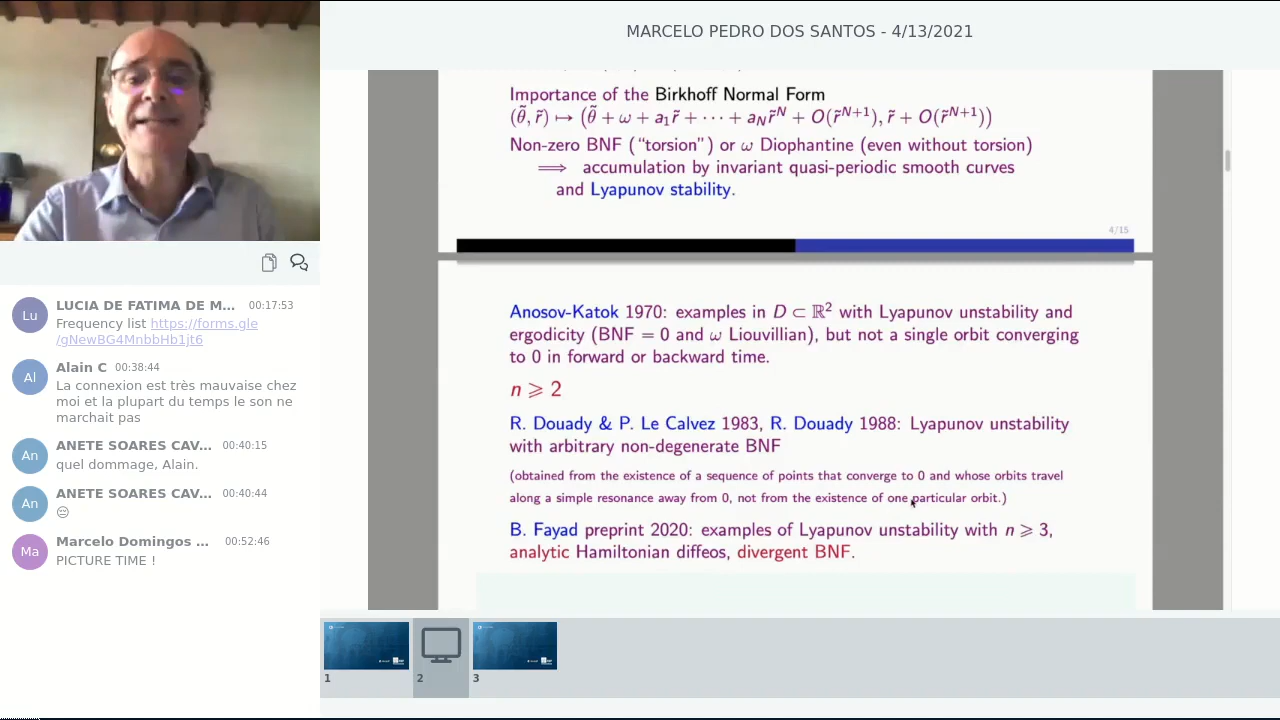 MARCELO PEDRO DOS SANTOS - 4/13/2021
LUCIA DE FATIMA DE M... 00:17:53
Frequency list https://forms.gle
/gNewBG4MnbbHb1jt6
Alain C 00:38:44
La connexion est très mauvaise chez
moi et la plupart du temps le son ne
marchait pas
ANETE SOARES CAV... 00:40:15
quel dommage, Alain.
ANETE SOARES CAV... 00:40:44
😔
Marcelo Domingos ... 00:52:46
PICTURE TIME !
Lu
Al
An
An
Ma
Importance of the Birkhoff Normal Form
(θ̃, r̃) ↦ (θ̃ + ω + a₁r̃ + ⋯ + a_N r̃^N + O(r̃^{N+1}), r̃ + O(r̃^{N+1}))
Non-zero BNF (“torsion”) or ω Diophantine (even without torsion)
⟹ accumulation by invariant quasi-periodic smooth curves
and Lyapunov stability.
4/15
Anosov-Katok 1970: examples in D ⊂ ℝ² with Lyapunov unstability and
ergodicity (BNF = 0 and ω Liouvillian), but not a single orbit converging
to 0 in forward or backward time.
n ⩾ 2
R. Douady & P. Le Calvez 1983, R. Douady 1988: Lyapunov unstability
with arbitrary non-degenerate BNF
(obtained from the existence of a sequence of points that converge to 0 and whose orbits travel
along a simple resonance away from 0, not from the existence of one particular orbit.)
B. Fayad preprint 2020: examples of Lyapunov unstability with n ⩾ 3,
analytic Hamiltonian diffeos, divergent BNF.
1
2
3